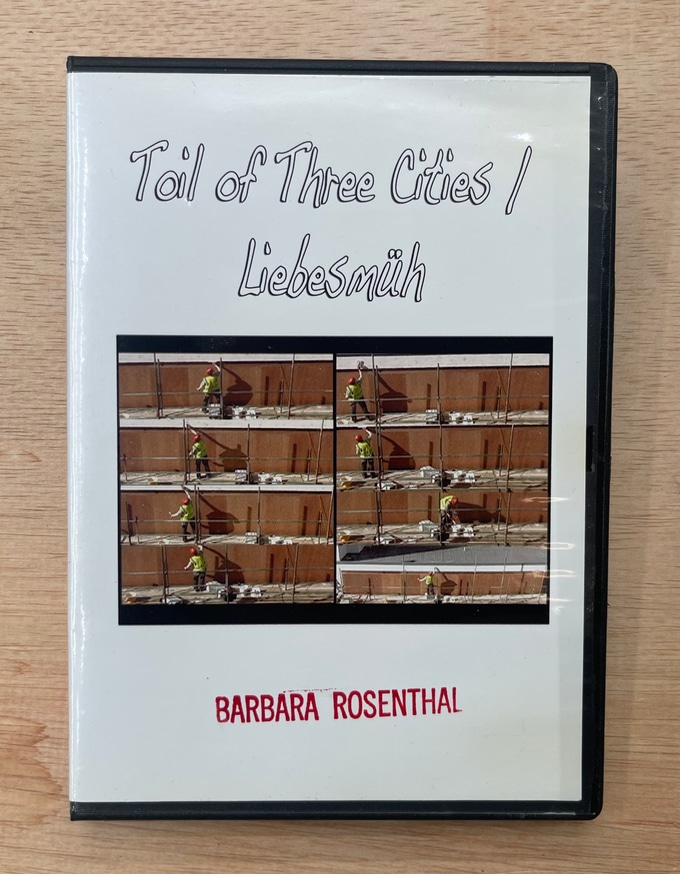 Toil of Three Cities /
Liebesmüh
BARBARA ROSENTHAL